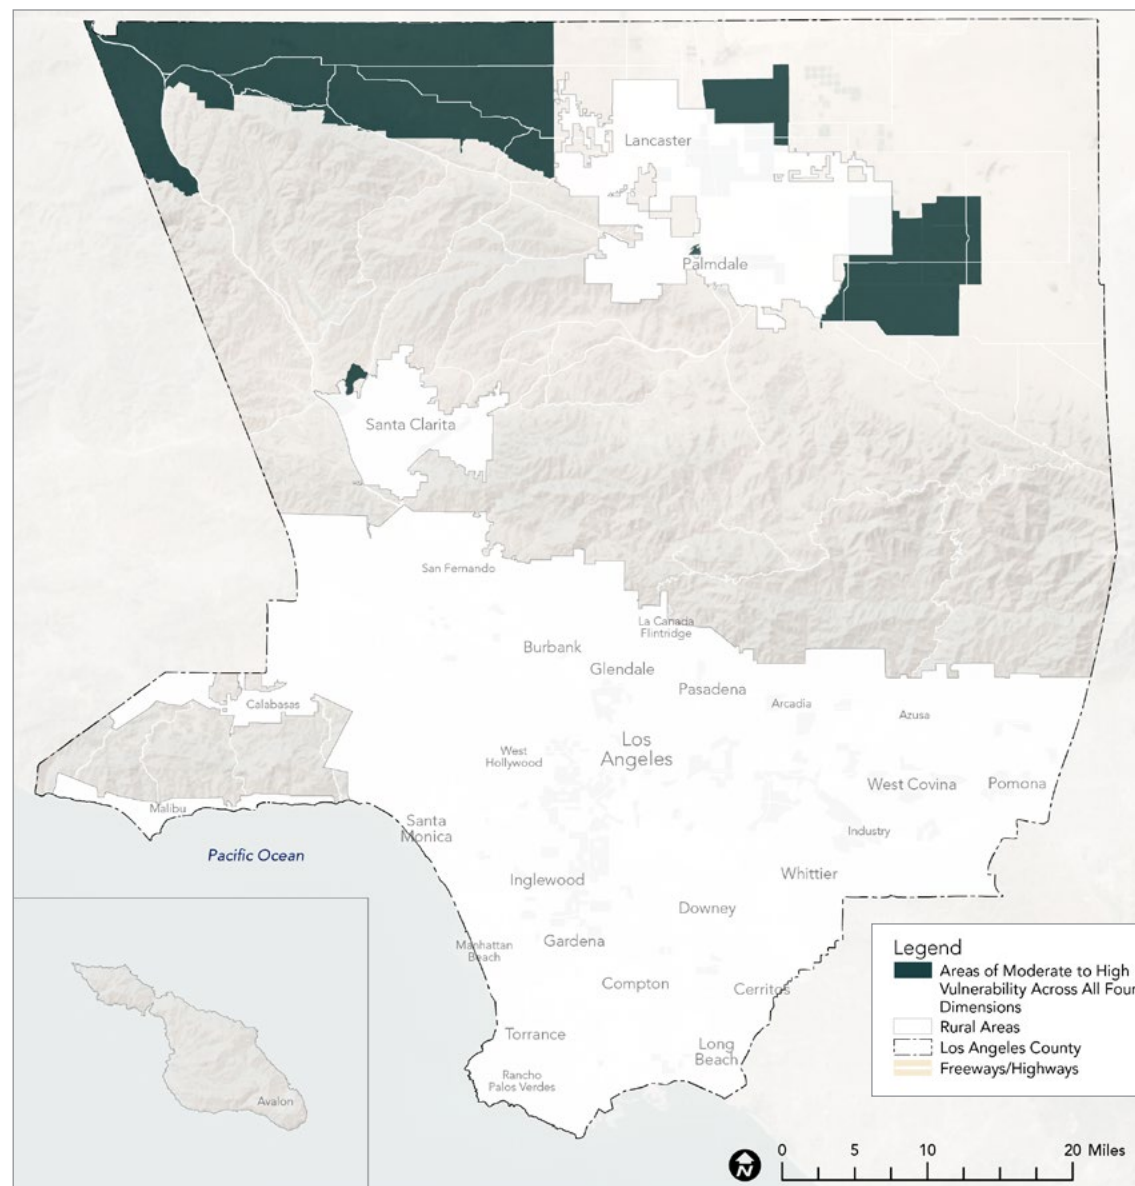 Lancaster
Palmdale
Santa Clarita
San Fernando
La Canada
Flintridge
Burbank
Glendale
Pasadena
Arcadia
Azusa
Calabasas
Los
Angeles
West
Hollywood
West Covina
Pomona
Malibu
Santa
Monica
Industry
Pacific Ocean
Inglewood
Whittier
Downey
Manhattan
Beach
Gardena
Compton
Cerritos
Torrance
Long
Beach
Rancho
Palos Verdes
Avalon
Legend
Areas of Moderate to High
Vulnerability Across All Four
Dimensions
Rural Areas
Los Angeles County
Freeways/Highways
N
0 5 10 20 Miles